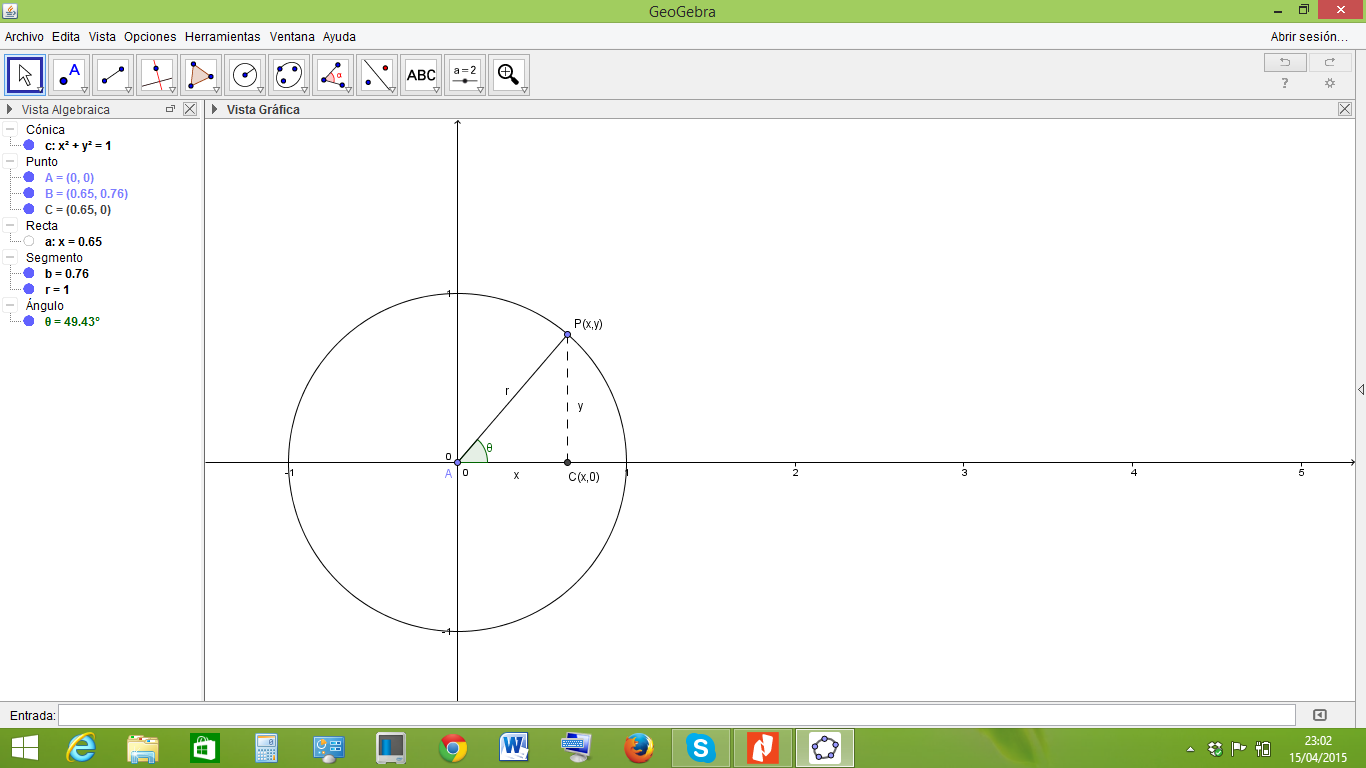 GeoGebra
Archivo Edita Vista Opciones Herramientas Ventana Ayuda
Abrir sesión...
A
α
ABC
a = 2
?
Vista Algebraica
Vista Gráfica
Cónica
c: x² + y² = 1
Punto
A = (0, 0)
B = (0.65, 0.76)
C = (0.65, 0)
Recta
a: x = 0.65
Segmento
b = 0.76
r = 1
Ángulo
θ = 49.43°
1
P(x,y)
r
y
0
θ
-1
A
0
x
C(x,0)
1
2
3
4
5
-1
Entrada:
W
S
23:02
15/04/2015